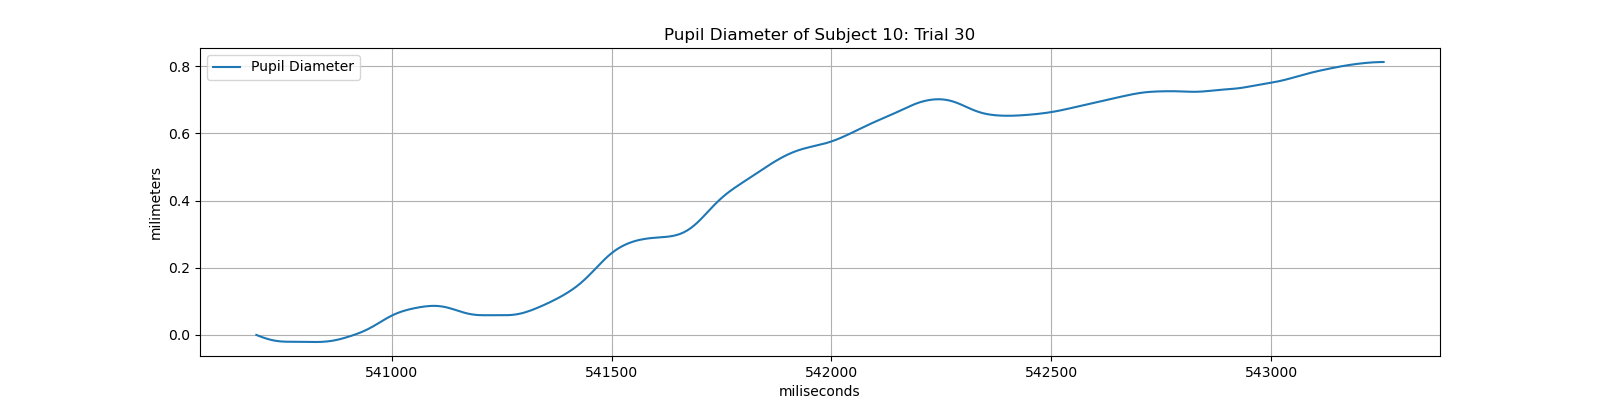 Pupil Diameter of Subject 10: Trial 30
Pupil Diameter
0.8
0.6
0.4
0.2
0.0
milimeters
541000 541500 542000 542500 543000
miliseconds